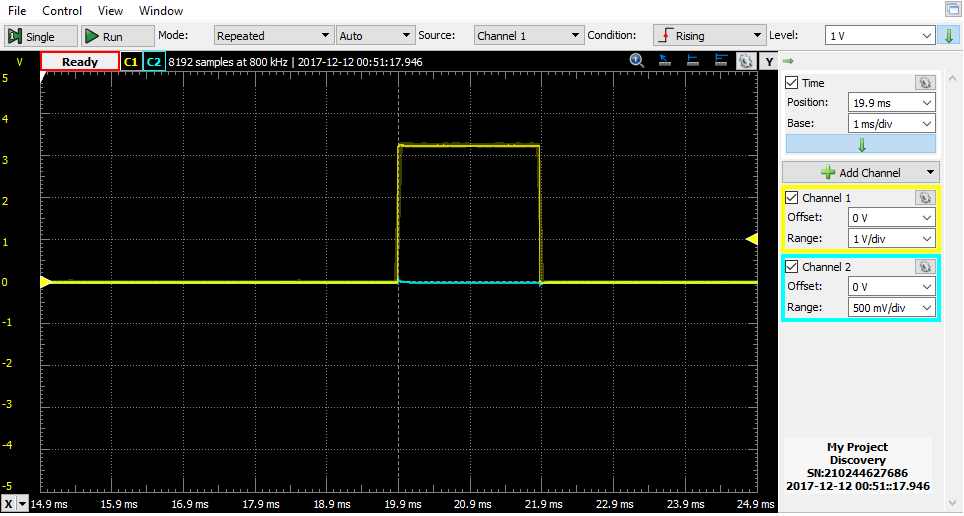 File Control View Window
Single Run Mode: Repeated Auto Source: Channel 1 Condition: Rising Level: 1 V
V Ready C1 C2 8192 samples at 800 kHz | 2017-12-12 00:51:17.946 Y
5
4
3
2
1
0
-1
-2
-3
-4
-5
X 14.9 ms 15.9 ms 16.9 ms 17.9 ms 18.9 ms 19.9 ms 20.9 ms 21.9 ms 22.9 ms 23.9 ms 24.9 ms
Time
Position: 19.9 ms
Base: 1 ms/div
Add Channel
Channel 1
Offset: 0 V
Range: 1 V/div
Channel 2
Offset: 0 V
Range: 500 mV/div
My Project
Discovery
SN:210244627686
2017-12-12 00:51:17.946